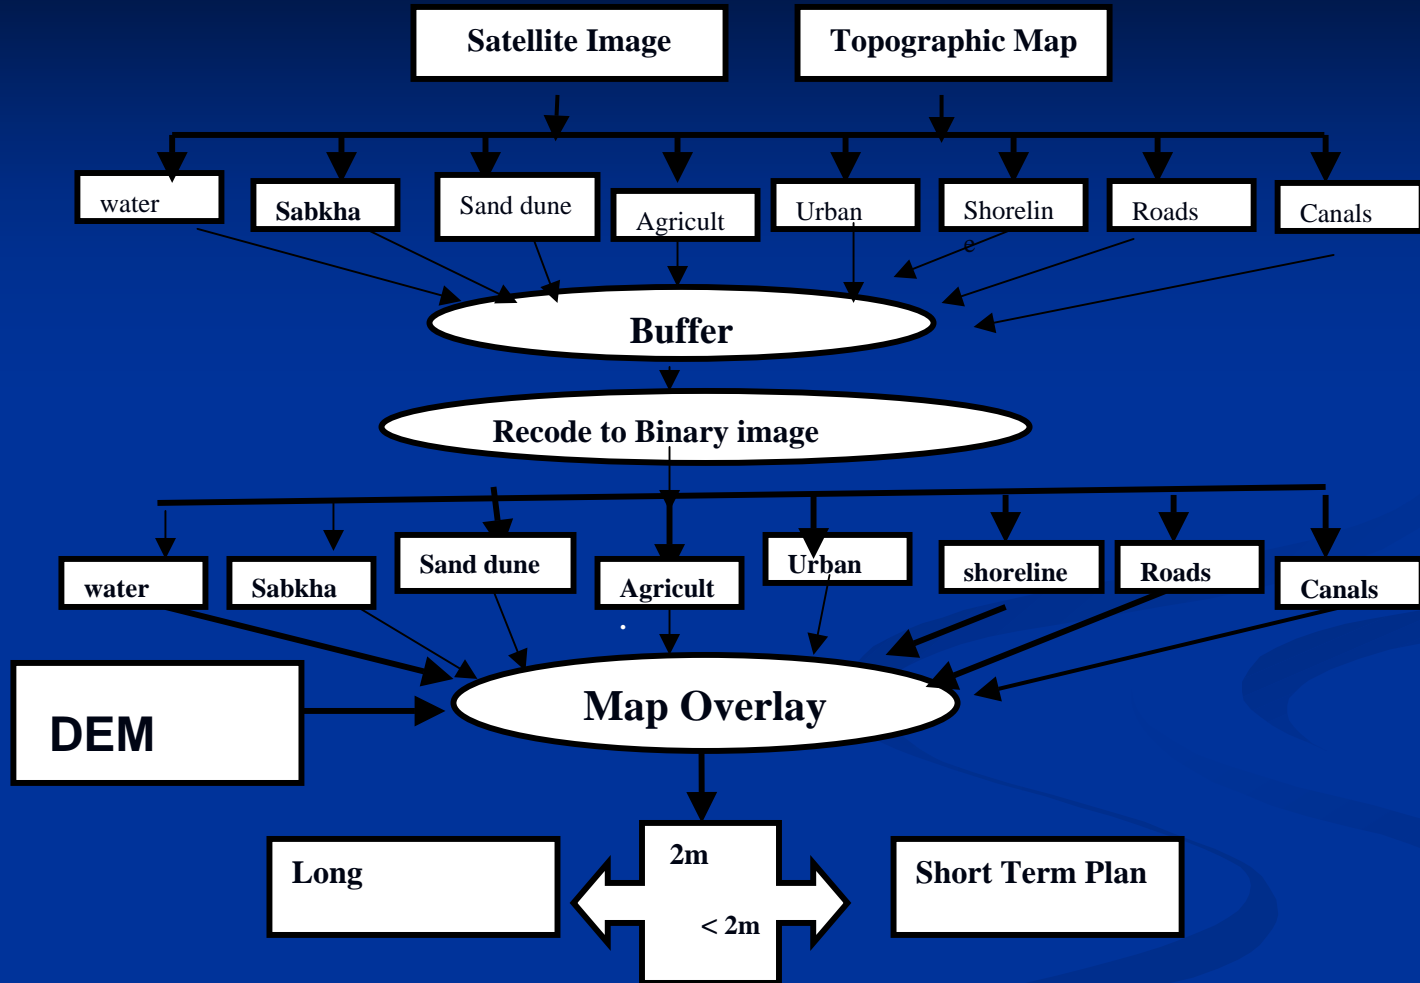 Satellite Image
Topographic Map
water
Sabkha
Sand dune
Agricult
Urban
Shorelin
e
Roads
Canals
Buffer
Recode to Binary image
water
Sabkha
Sand dune
Agricult
.
Urban
shoreline
Roads
Canals
DEM
Map Overlay
Long
2m
< 2m
Short Term Plan